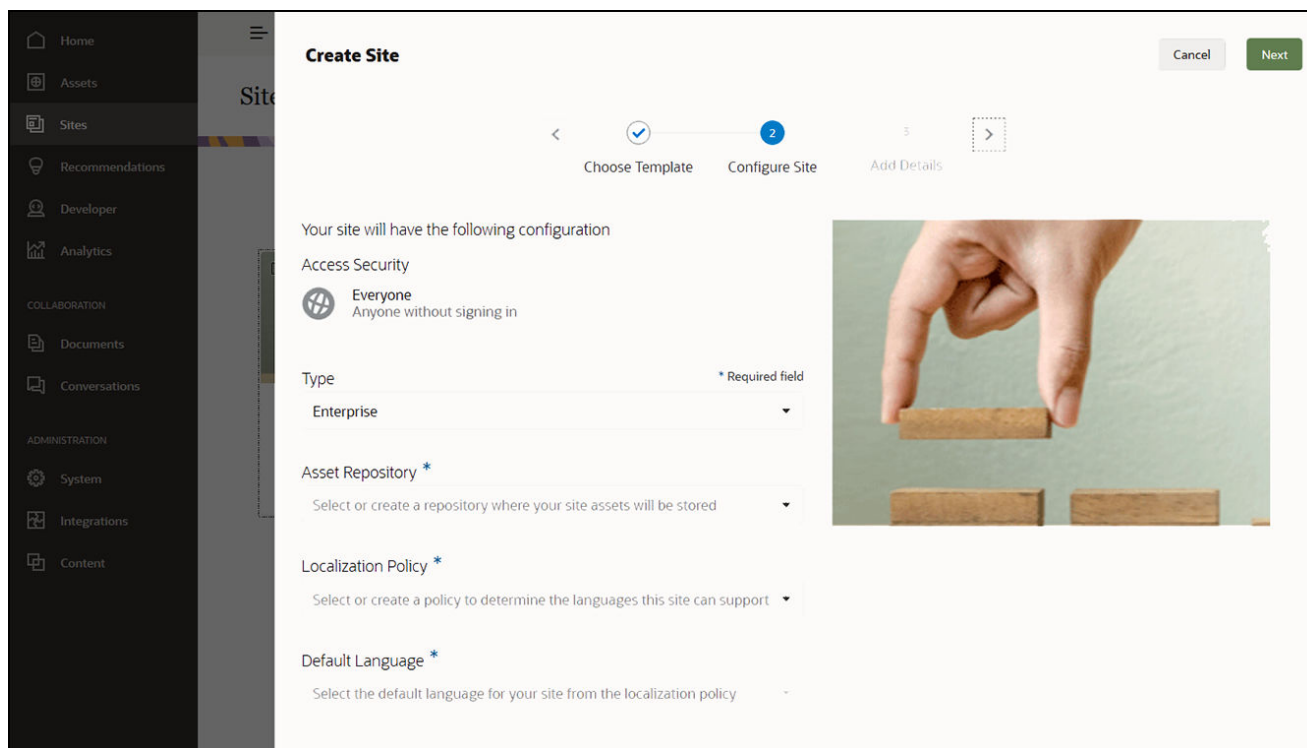 Home
Assets
Sites
Recommendations
Developer
Analytics
COLLABORATION
Documents
Conversations
ADMINISTRATION
System
Integrations
Content
Create Site
Cancel
Next
Choose Template
2
Configure Site
3
Add Details
Your site will have the following configuration
Access Security
Everyone
Anyone without signing in
Type
* Required field
Enterprise
Asset Repository *
Select or create a repository where your site assets will be stored
Localization Policy *
Select or create a policy to determine the languages this site can support
Default Language *
Select the default language for your site from the localization policy